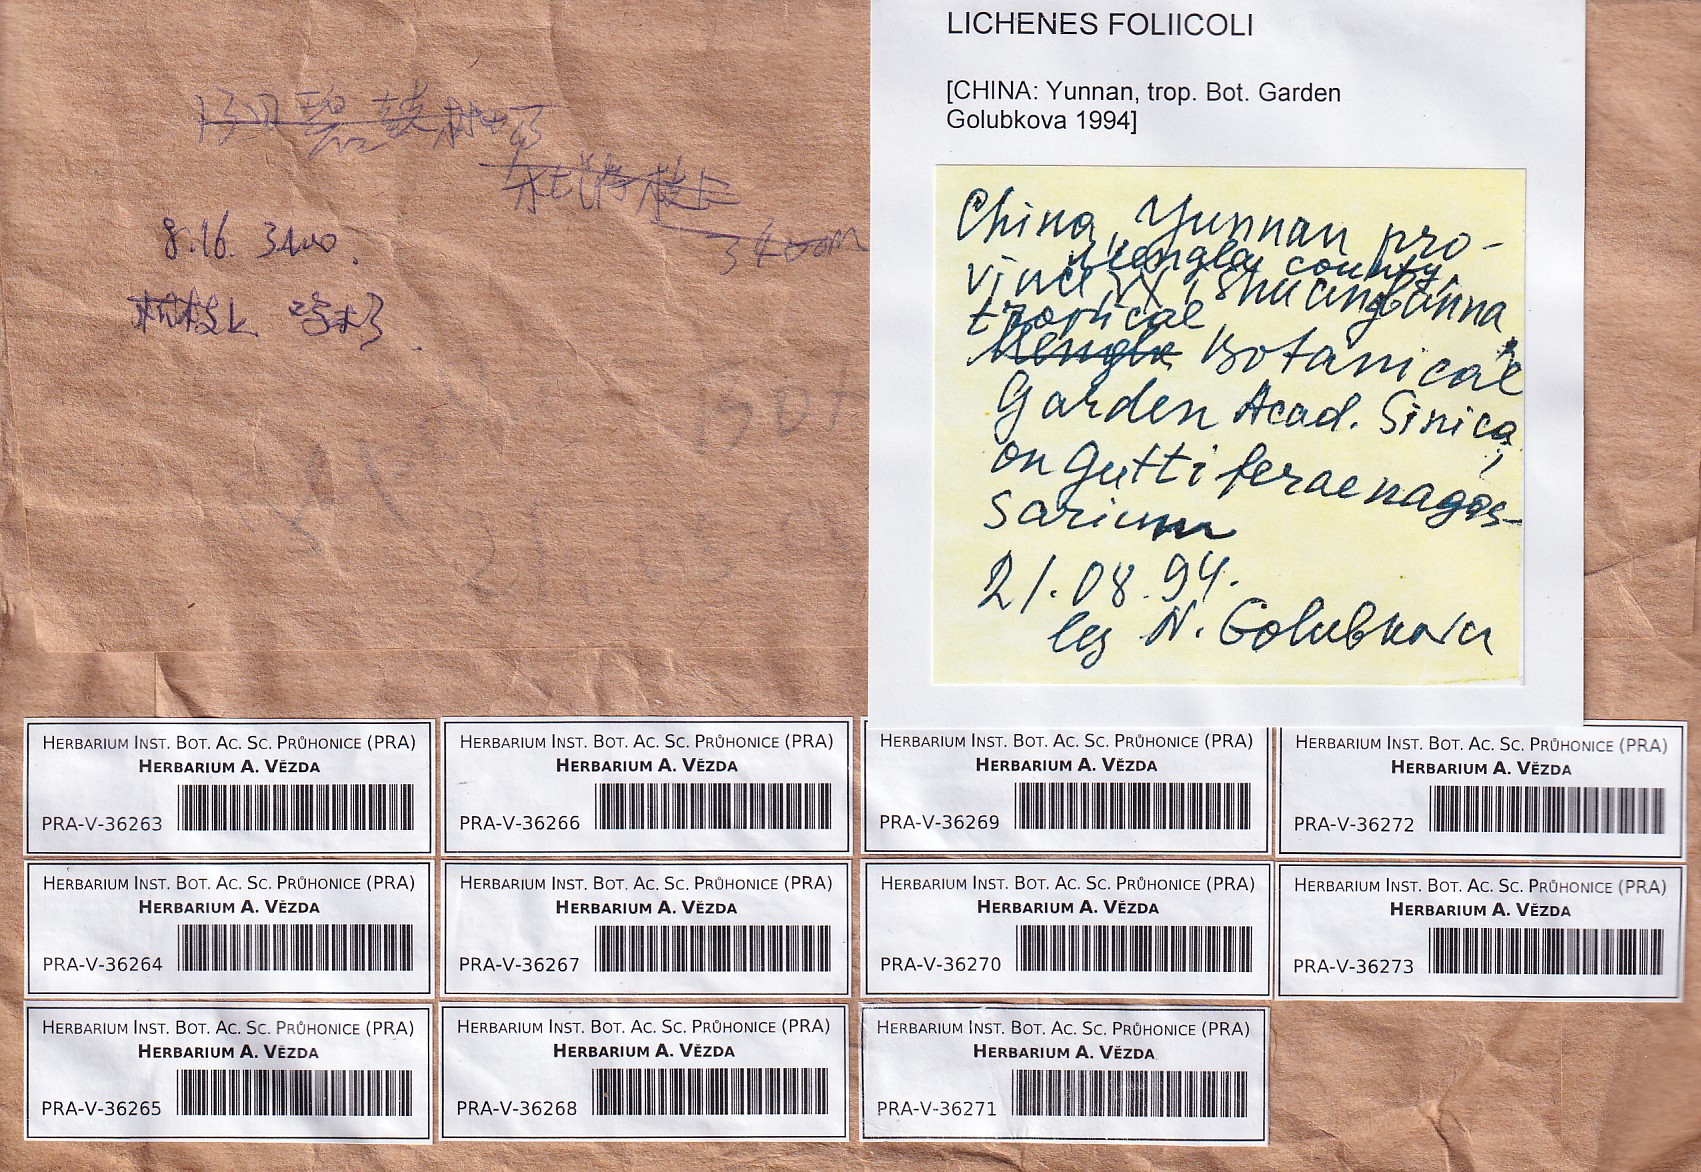 LICHENES FOLIICOLI
[CHINA: Yunnan, trop. Bot. Garden
Golubkova 1994]
China, Yunnan pro-
vince Xishuangbanna
Mengla county,
tropical
Mengla Botanical
Garden Acad. Sinica,
on Guttiferae nagas-
sarium
21.08.94.
leg N. Golubkova
8.16. 3400.
3400m
HERBARIUM INST. BOT. AC. SC. PRŮHONICE (PRA)
HERBARIUM A. VĚZDA
PRA-V-36263
HERBARIUM INST. BOT. AC. SC. PRŮHONICE (PRA)
HERBARIUM A. VĚZDA
PRA-V-36266
HERBARIUM INST. BOT. AC. SC. PRŮHONICE (PRA)
HERBARIUM A. VĚZDA
PRA-V-36269
HERBARIUM INST. BOT. AC. SC. PRŮHONICE (PRA)
HERBARIUM A. VĚZDA
PRA-V-36272
HERBARIUM INST. BOT. AC. SC. PRŮHONICE (PRA)
HERBARIUM A. VĚZDA
PRA-V-36264
HERBARIUM INST. BOT. AC. SC. PRŮHONICE (PRA)
HERBARIUM A. VĚZDA
PRA-V-36267
HERBARIUM INST. BOT. AC. SC. PRŮHONICE (PRA)
HERBARIUM A. VĚZDA
PRA-V-36270
HERBARIUM INST. BOT. AC. SC. PRŮHONICE (PRA)
HERBARIUM A. VĚZDA
PRA-V-36273
HERBARIUM INST. BOT. AC. SC. PRŮHONICE (PRA)
HERBARIUM A. VĚZDA
PRA-V-36265
HERBARIUM INST. BOT. AC. SC. PRŮHONICE (PRA)
HERBARIUM A. VĚZDA
PRA-V-36268
HERBARIUM INST. BOT. AC. SC. PRŮHONICE (PRA)
HERBARIUM A. VĚZDA
PRA-V-36271